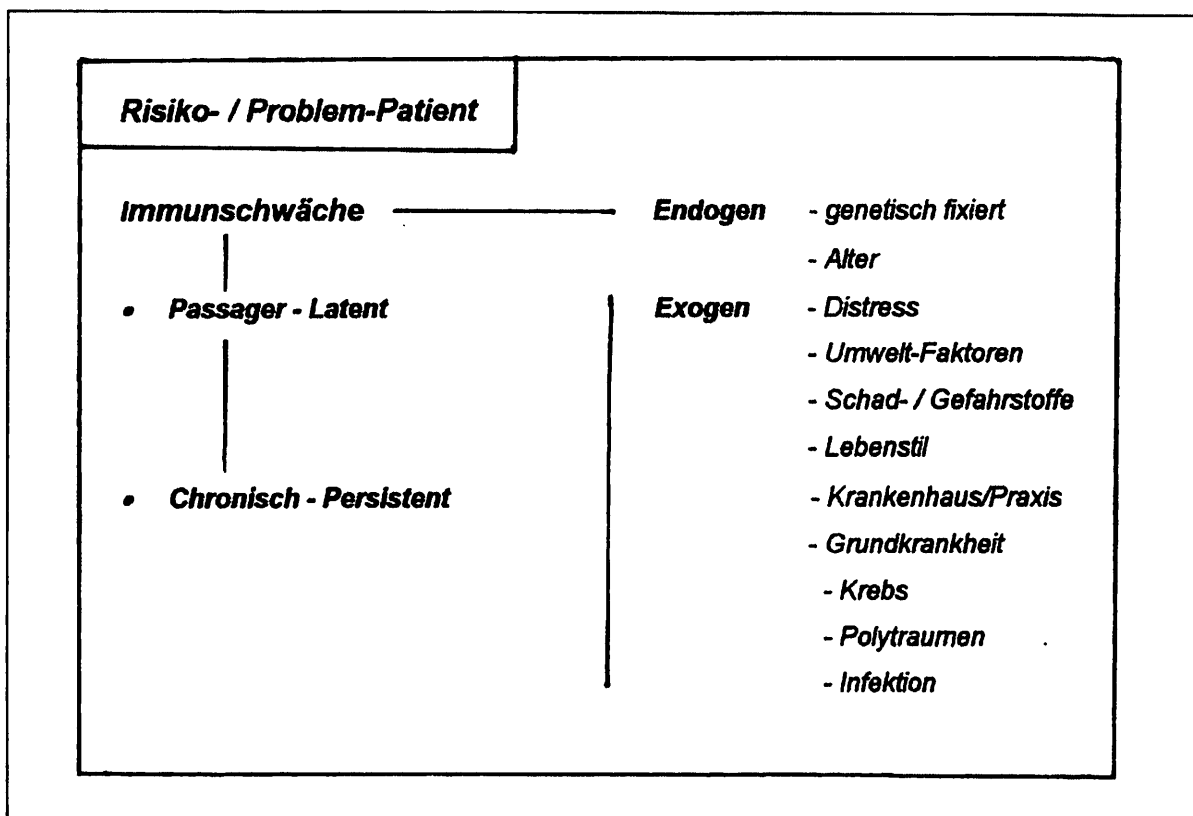 Risiko- / Problem-Patient
Immunschwäche Endogen - genetisch fixiert
- Alter
• Passager - Latent Exogen - Distress
- Umwelt-Faktoren
- Schad- / Gefahrstoffe
- Lebenstil
• Chronisch - Persistent - Krankenhaus/Praxis
- Grundkrankheit
- Krebs
- Polytraumen
- Infektion